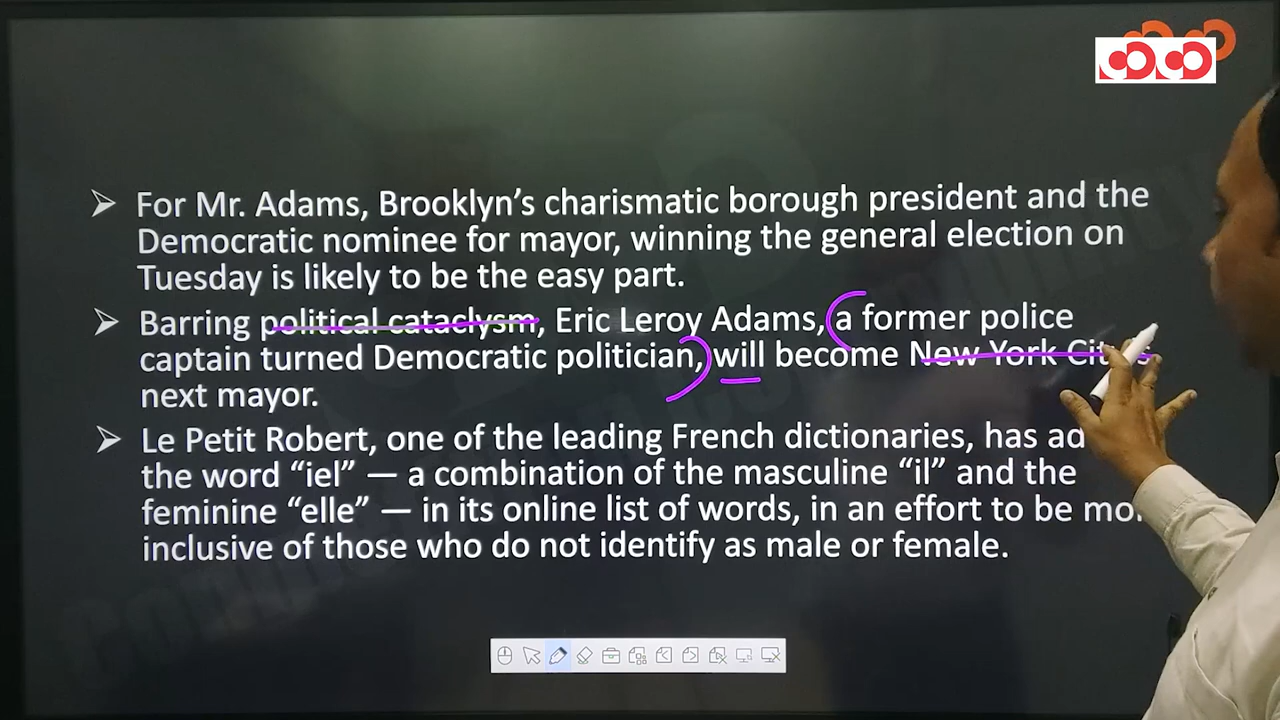 For Mr. Adams, Brooklyn’s charismatic borough president and the
Democratic nominee for mayor, winning the general election on
Tuesday is likely to be the easy part.
Barring political cataclysm, Eric Leroy Adams, a former police
captain turned Democratic politician, will become New York
next mayor.
Le Petit Robert, one of the leading French dictionaries, has
the word “iel” — a combination of the masculine “il” and the
feminine “elle” — in its online list of words, in an effort to be
inclusive of those who do not identify as male or female.